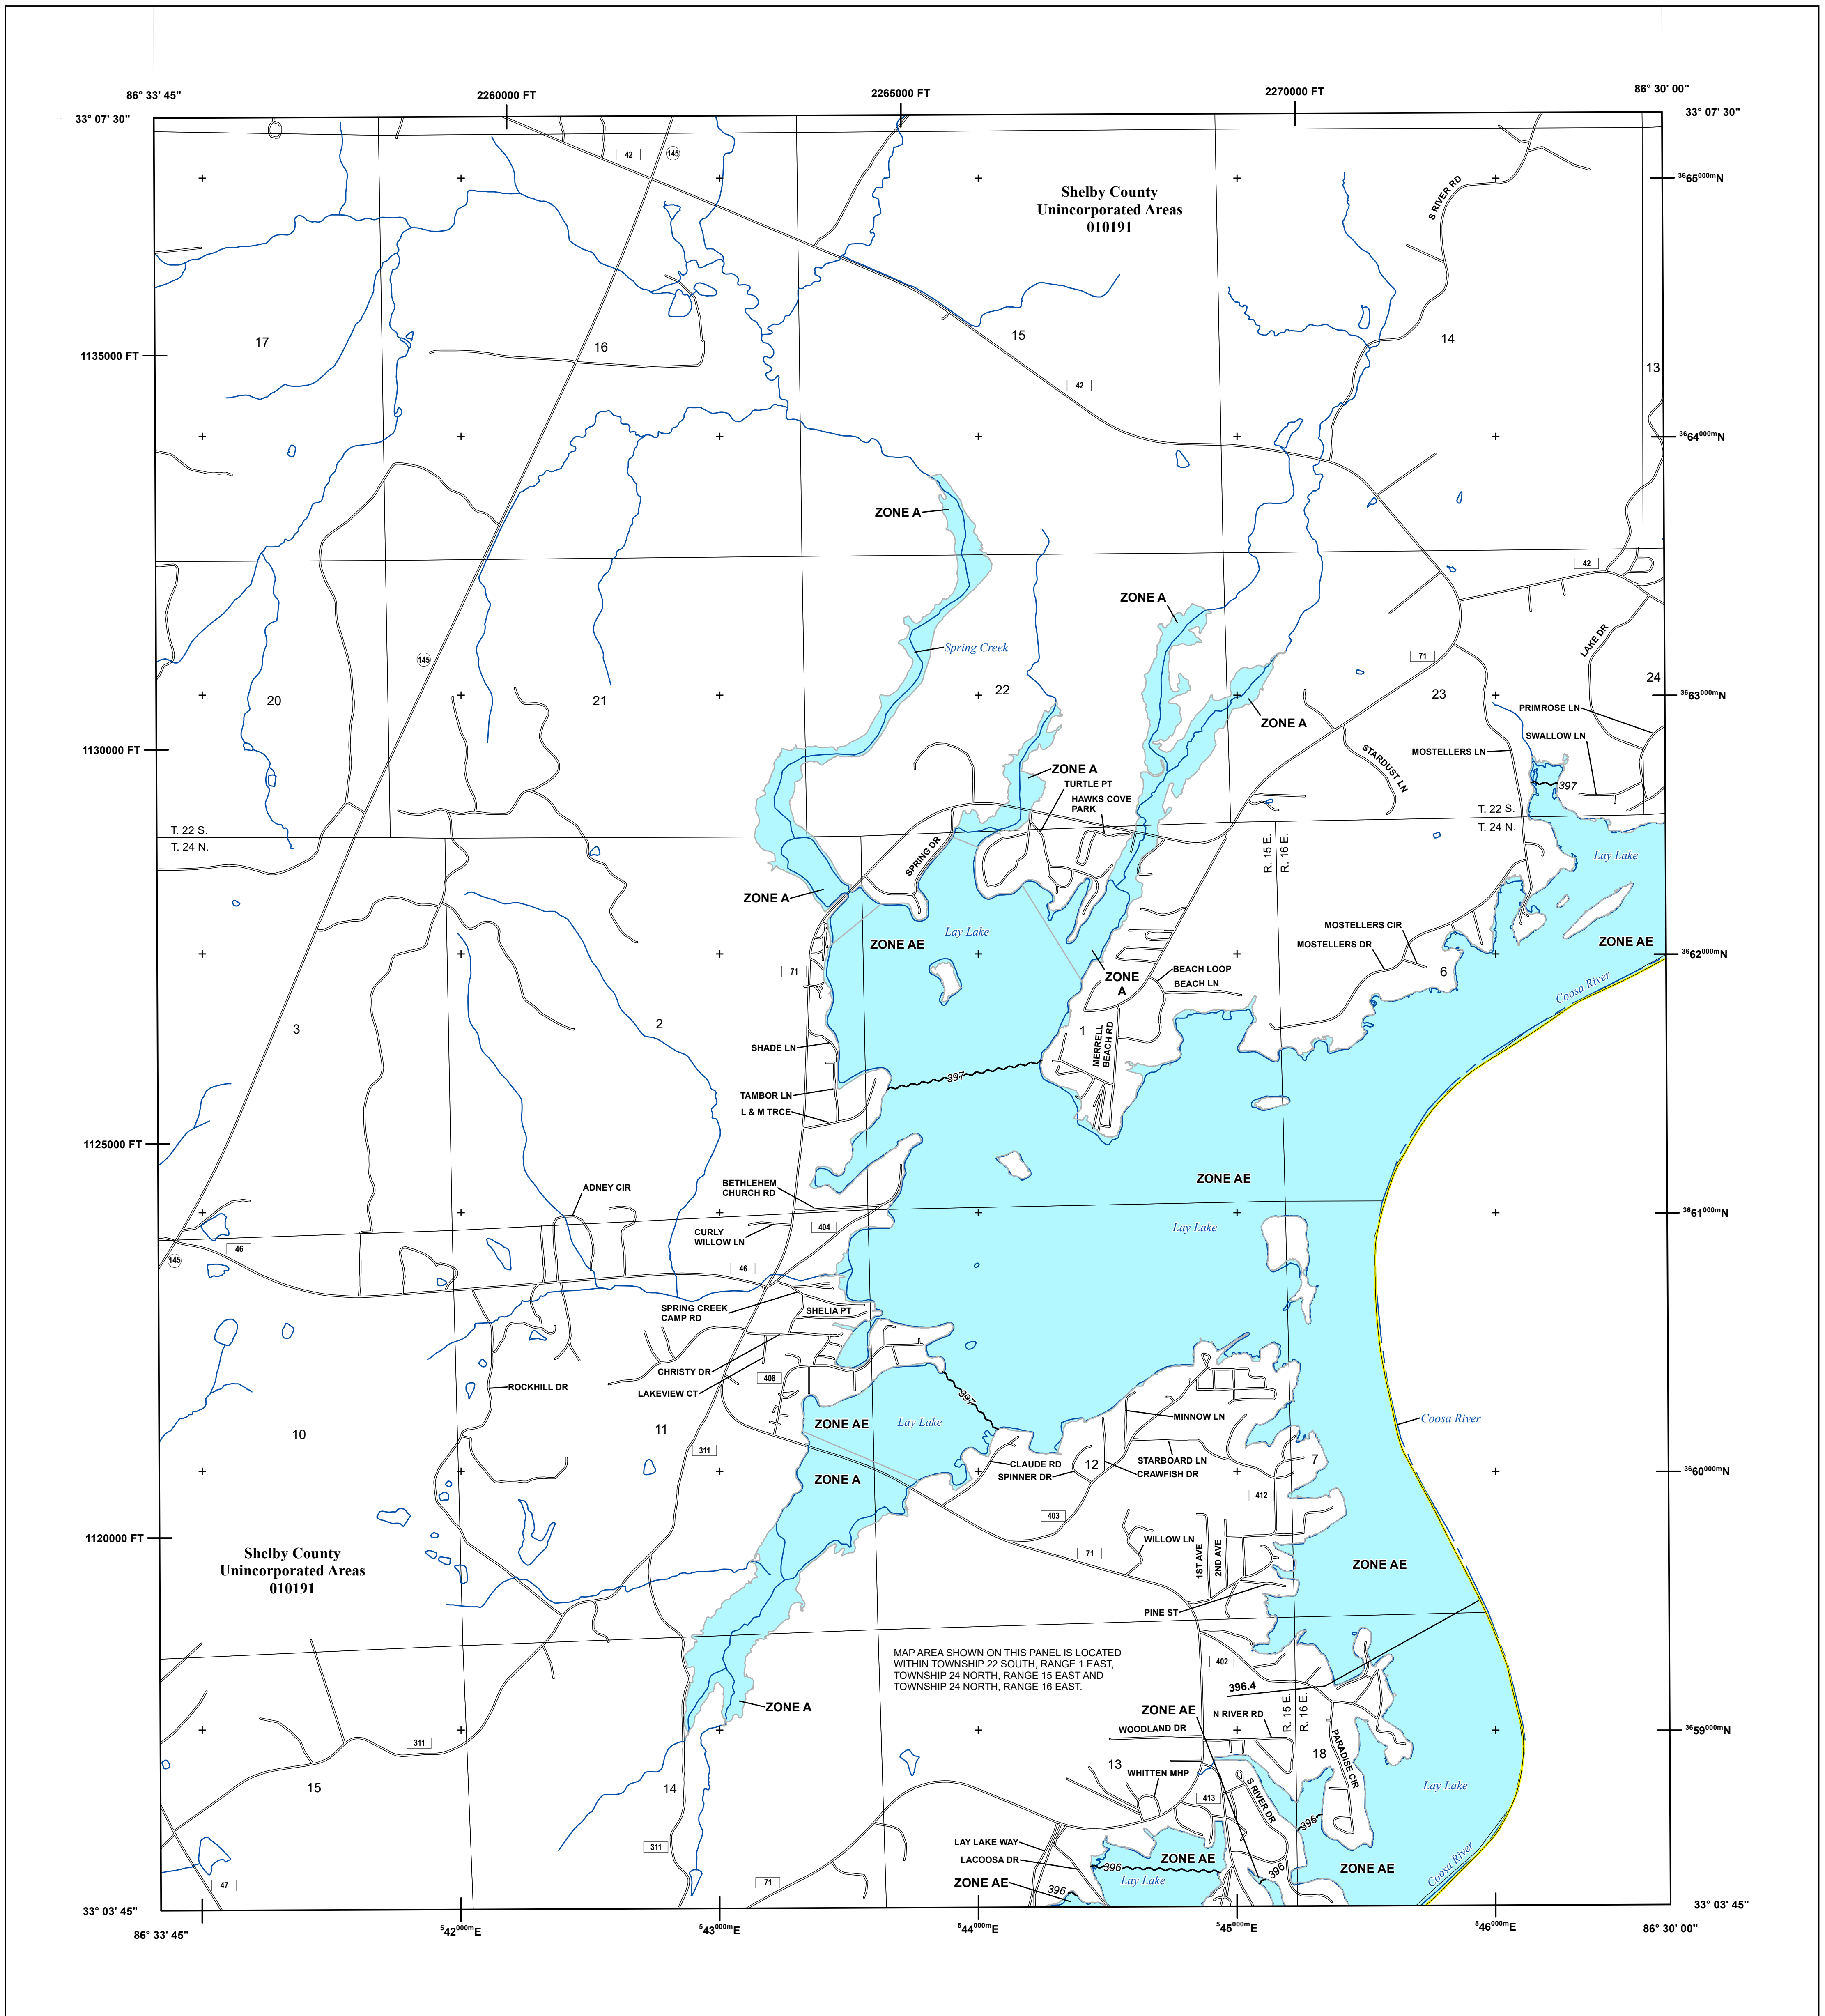 86° 33' 45"
2260000 FT
2265000 FT
2270000 FT
86° 30' 00"
33° 07' 30"
33° 07' 30"
42
145
Shelby County
Unincorporated Areas
010191
3665000mN
S RIVER RD
17
16
15
14
13
1135000 FT
42
3664000mN
ZONE A
42
ZONE A
Spring Creek
145
71
LAKE DR
20
21
22
23
24
3663000mN
ZONE A
PRIMROSE LN
SWALLOW LN
MOSTELLERS LN
STARDUST LN
1130000 FT
ZONE A
TURTLE PT
HAWKS COVE
PARK
397
T. 22 S.
T. 24 N.
T. 22 S.
T. 24 N.
R. 15 E.
R. 16 E.
SPRING DR
Lay Lake
ZONE A
ZONE AE
Lay Lake
MOSTELLERS CIR
MOSTELLERS DR
ZONE AE
3662000mN
71
ZONE
A
BEACH LOOP
BEACH LN
6
Coosa River
3
2
1
MERRELL
BEACH RD
SHADE LN
397
TAMBOR LN
L & M TRCE
1125000 FT
ADNEY CIR
BETHLEHEM
CHURCH RD
ZONE AE
404
Lay Lake
3661000mN
CURLY
WILLOW LN
46
145
46
SPRING CREEK
CAMP RD
SHELIA PT
CHRISTY DR
LAKEVIEW CT
408
ROCKHILL DR
397
10
11
311
ZONE AE
Lay Lake
MINNOW LN
Coosa River
STARBOARD LN
CRAWFISH DR
CLAUDE RD
SPINNER DR
12
7
ZONE A
3660000mN
412
403
1120000 FT
WILLOW LN
1ST AVE
2ND AVE
71
ZONE AE
Shelby County
Unincorporated Areas
010191
PINE ST
MAP AREA SHOWN ON THIS PANEL IS LOCATED
WITHIN TOWNSHIP 22 SOUTH, RANGE 1 EAST,
TOWNSHIP 24 NORTH, RANGE 15 EAST AND
TOWNSHIP 24 NORTH, RANGE 16 EAST.
402
396.4
ZONE A
ZONE AE
N RIVER RD
R. 15 E.
R. 16 E.
WOODLAND DR
3659000mN
311
PARADISE CIR
18
13
WHITTEN MHP
15
14
413
S RIVER DR
Lay Lake
396
311
LAY LAKE WAY
LACOOSA DR
396
ZONE AE
396
ZONE AE
Coosa River
71
47
ZONE AE
396
Lay Lake
33° 03' 45"
33° 03' 45"
86° 33' 45"
542000mE
543000mE
544000mE
545000mE
546000mE
86° 30' 00"